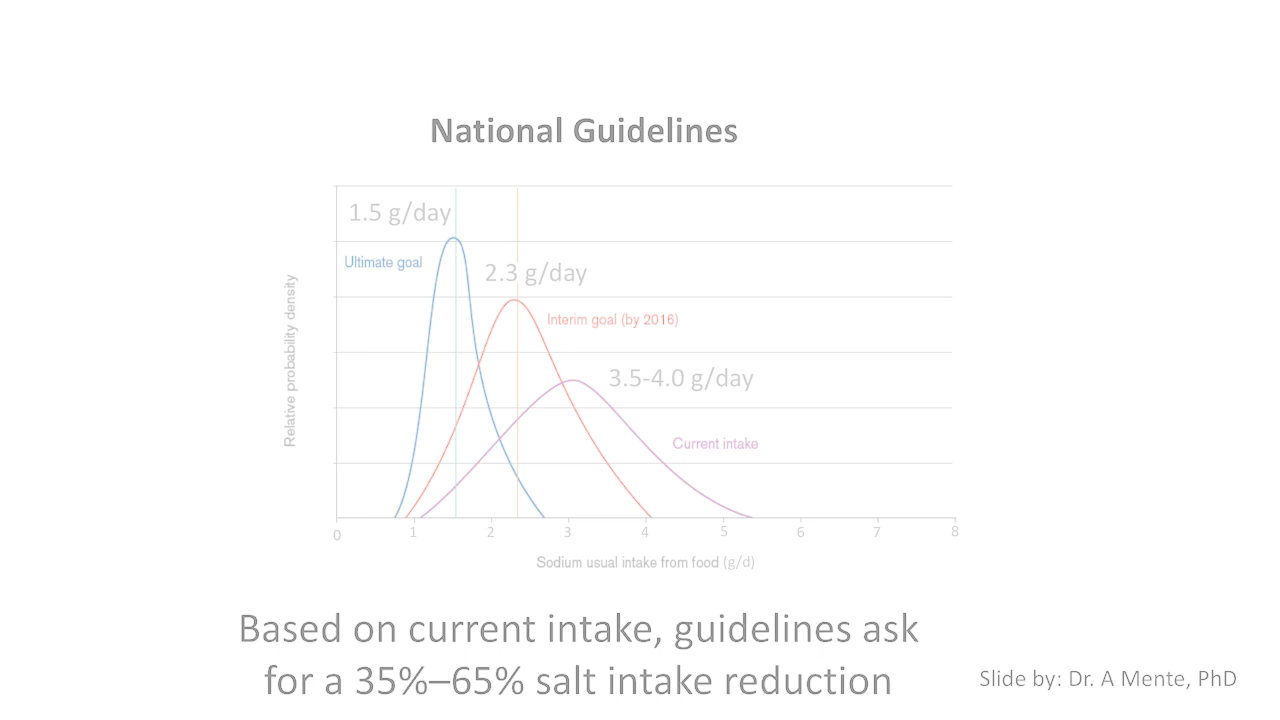 National Guidelines
1.5 g/day
Ultimate goal
2.3 g/day
Interim goal (by 2016)
3.5-4.0 g/day
Current intake
Relative probability density
0 1 2 3 4 5 6 7 8
Sodium usual intake from food (g/d)
Based on current intake, guidelines ask
for a 35%–65% salt intake reduction
Slide by: Dr. A Mente, PhD